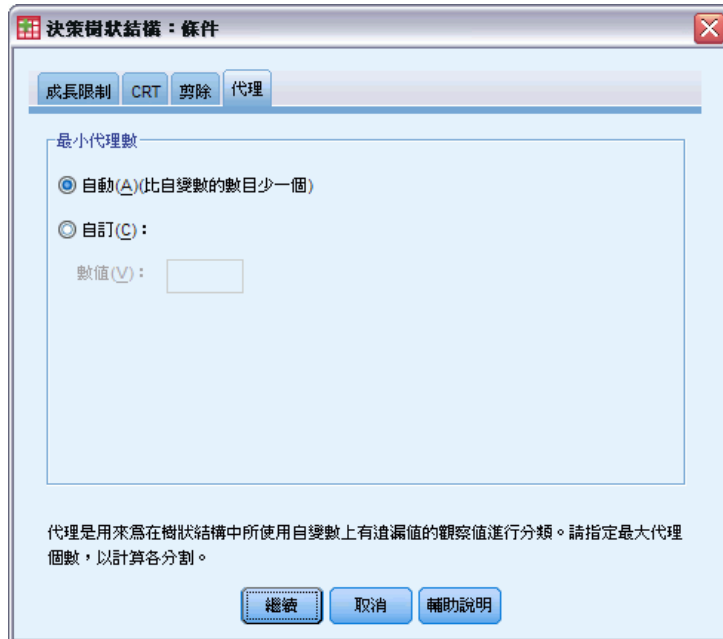 決策樹狀結構：條件
成長限制 CRT 剪除 代理
最小代理數
自動(A)(比自變數的數目少一個)
自訂(C)：
數值(V)：
代理是用來為在樹狀結構中所使用自變數上有遺漏值的觀察值進行分類。請指定最大代理
個數，以計算各分割。
繼續 取消 輔助說明